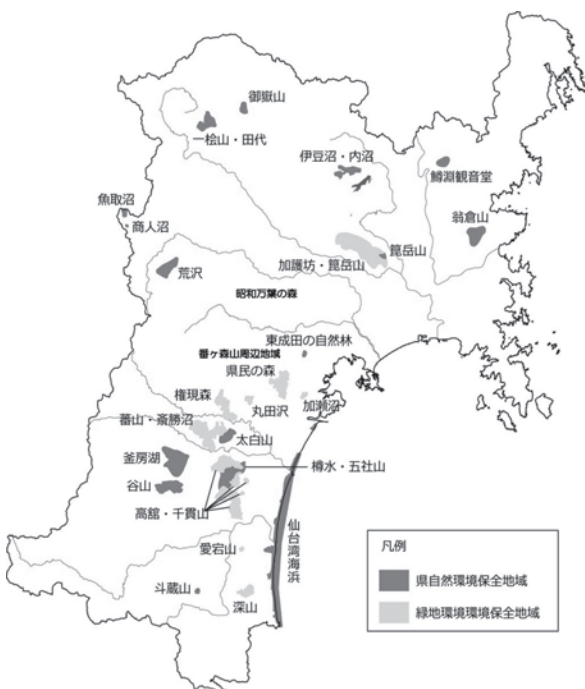 御嶽山
一桧山・田代
伊豆沼・内沼
鱒淵観音堂
魚取沼
商人沼
翁倉山
箟岳山
加護坊・箟岳山
荒沢
昭和万葉の森
東成田の自然林
番ヶ森山周辺地域
県民の森
権現森
丸田沢
加瀬沼
蕃山・斎勝沼
太白山
釜房湖
樽水・五社山
谷山
高舘・千貫山
仙台湾海浜
愛宕山
斗蔵山
深山
凡例
県自然環境保全地域
緑地環境環境保全地域